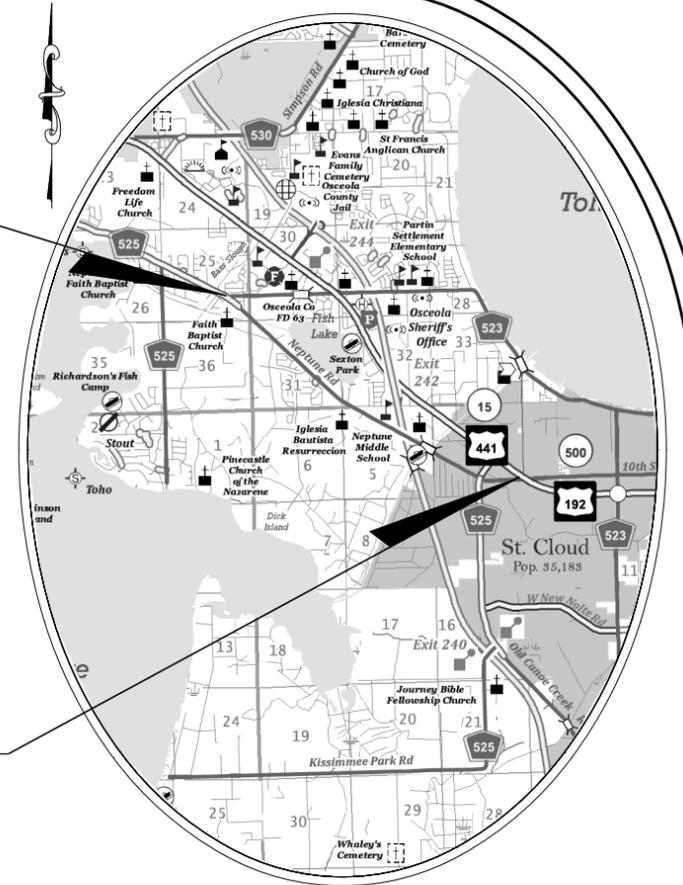 Bar
Cemetery
Church of God
Simpson Rd
17
Iglesia Christiana
530
St Francis
Anglican Church
Evans
Family
Cemetery
20
Osceola
County
Jail
21
3
Freedom
Life
Church
24
19
30
Exit
244
Partin
Settlement
Elementary
School
525
25
Bass Slough
F
Faith Baptist
Church
26
Osceola Co
FD 63
Fish
Lake
H
P
28
Osceola
Sheriff's
Office
523
33
Faith
Baptist
Church
525
35
36
Neptune Rd
Sexton
Park
32
Exit
242
Richardson's Fish
Camp
31
15
2
Stout
1
Iglesia
Bautista
Resurreccion
Neptune
Middle
School
441
500
10th S
6
5
Pinecastle
Church
of the
Nazarene
S
Toho
inson
and
192
Dick
Island
525
523
7
8
St. Cloud
Pop. 35,183
11
W New Nolte Rd
17
16
13
18
Exit 240
Old Canoe Creek
Journey Bible
Fellowship Church
24
19
20
21
525
Kissimmee Park Rd
25
30
29
28
Whaley's
Cemetery
Toh